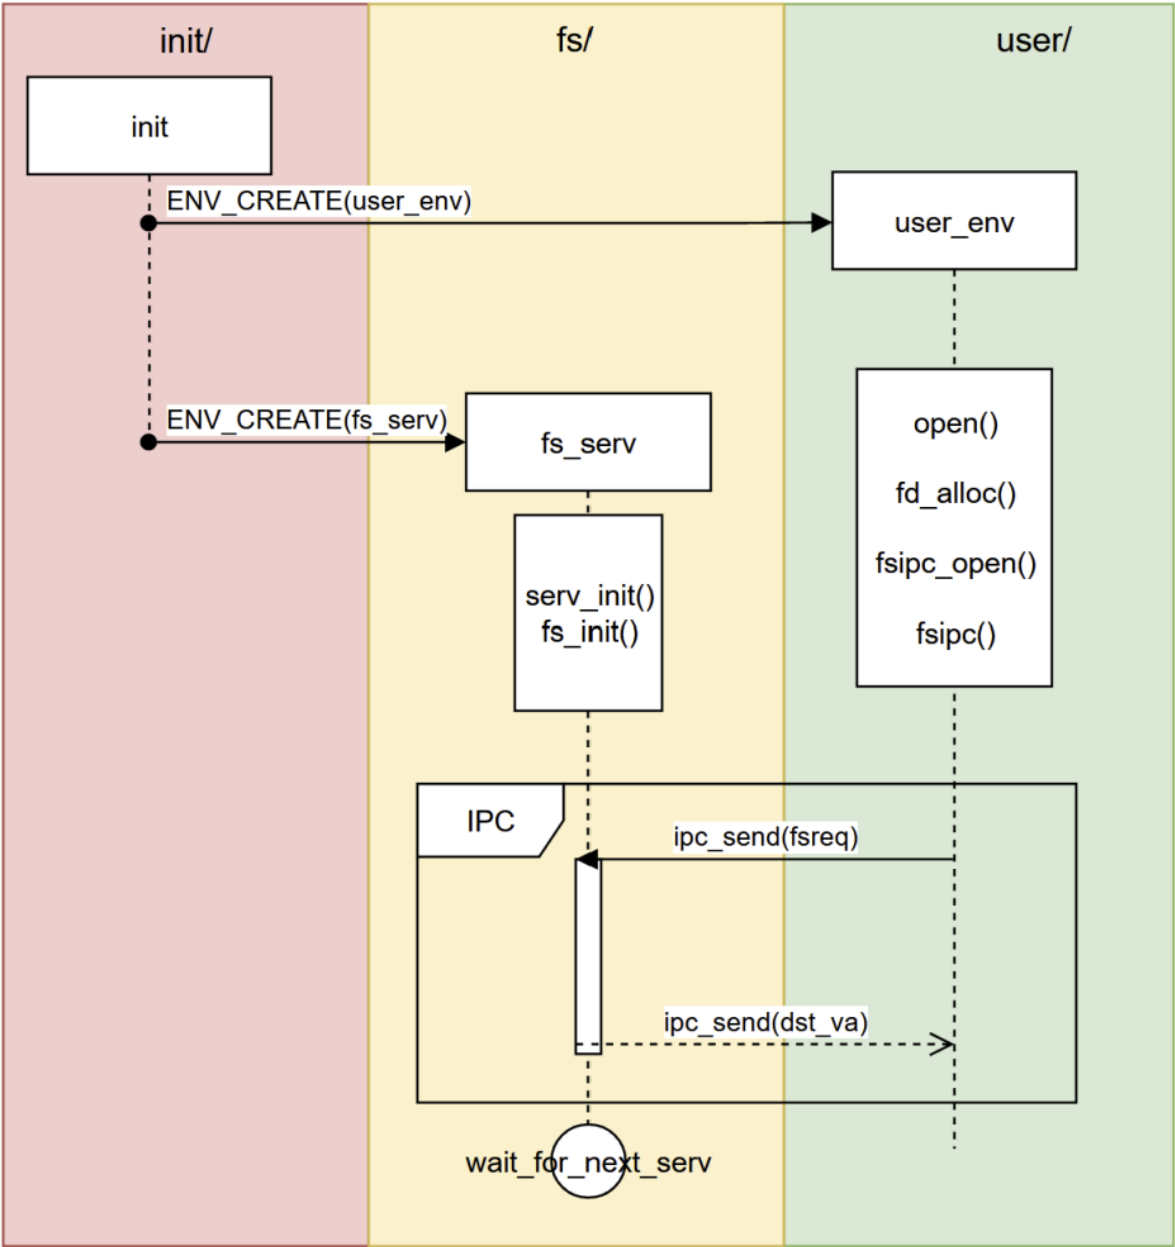 init/
fs/
user/
init
ENV_CREATE(user_env)
user_env
ENV_CREATE(fs_serv)
fs_serv
open()
fd_alloc()
fsipc_open()
fsipc()
serv_init()
fs_init()
IPC
ipc_send(fsreq)
ipc_send(dst_va)
wait_for_next_serv